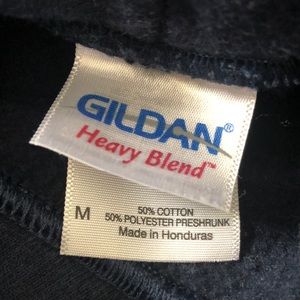 GILDAN®
Heavy Blend™
M
50% COTTON
50% POLYESTER PRESHRUNK
Made in Honduras